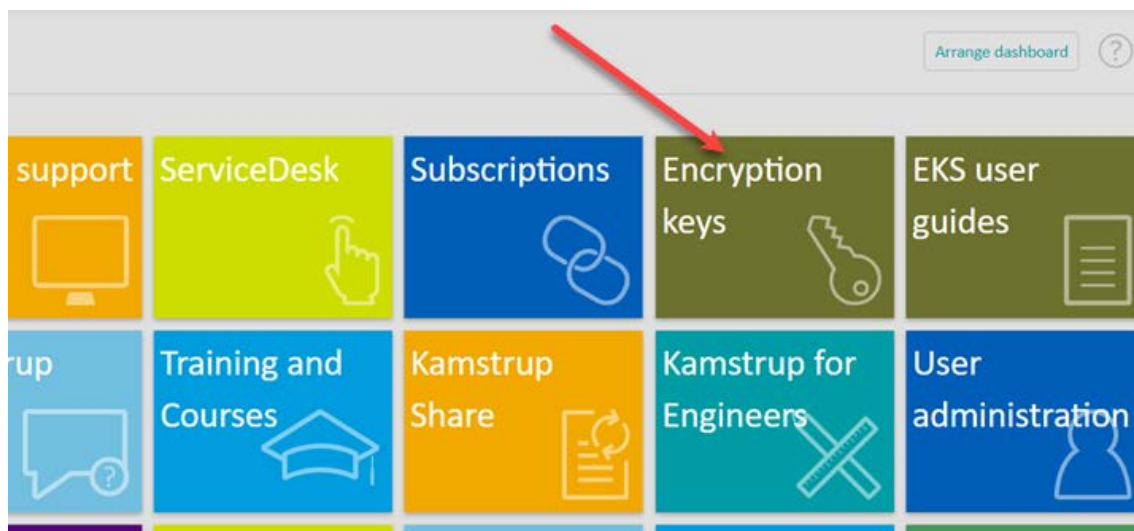 Arrange dashboard ?
support ServiceDesk Subscriptions Encryption EKS user
keys guides
rup Training and Kamstrup Kamstrup for User
Courses Share Engineers administration
?